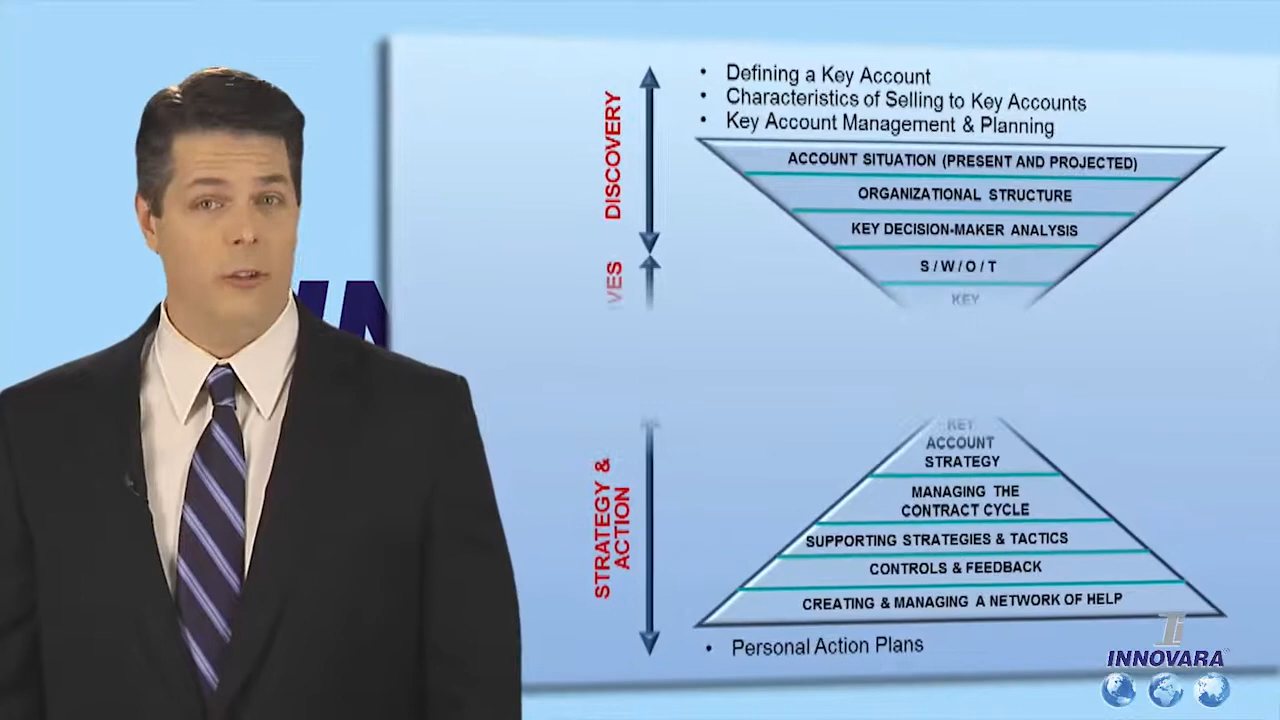 DISCOVERY
• Defining a Key Account
• Characteristics of Selling to Key Accounts
• Key Account Management & Planning
ACCOUNT SITUATION (PRESENT AND PROJECTED)
ORGANIZATIONAL STRUCTURE
KEY DECISION-MAKER ANALYSIS
S / W / O / T
KEY
VES
KEY
ACCOUNT
STRATEGY
STRATEGY &
ACTION
MANAGING THE
CONTRACT CYCLE
SUPPORTING STRATEGIES & TACTICS
CONTROLS & FEEDBACK
CREATING & MANAGING A NETWORK OF HELP
• Personal Action Plans
INNOVARA